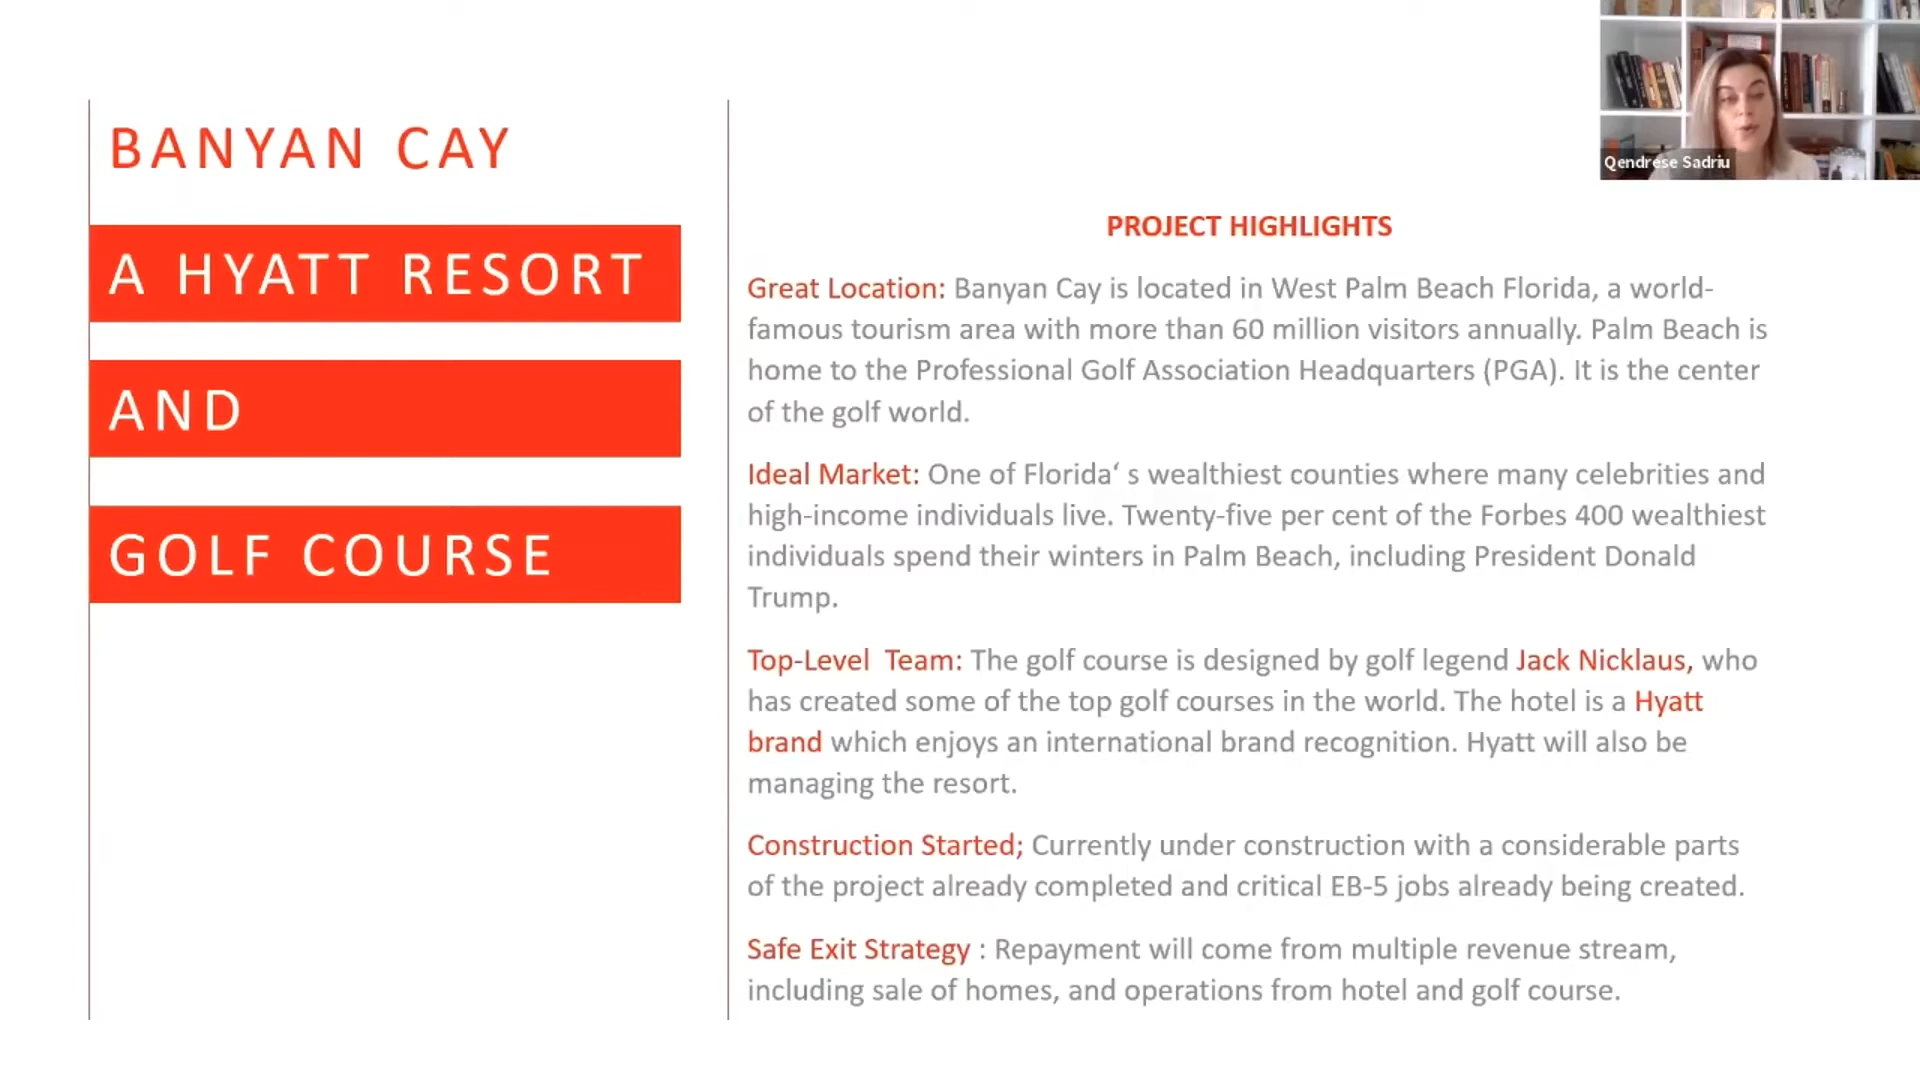 BANYAN CAY
A HYATT RESORT
AND
GOLF COURSE
Qendrese Sadriu
PROJECT HIGHLIGHTS
Great Location: Banyan Cay is located in West Palm Beach Florida, a world-
famous tourism area with more than 60 million visitors annually. Palm Beach is
home to the Professional Golf Association Headquarters (PGA). It is the center
of the golf world.
Ideal Market: One of Florida‘ s wealthiest counties where many celebrities and
high-income individuals live. Twenty-five per cent of the Forbes 400 wealthiest
individuals spend their winters in Palm Beach, including President Donald
Trump.
Top-Level Team: The golf course is designed by golf legend Jack Nicklaus, who
has created some of the top golf courses in the world. The hotel is a Hyatt
brand which enjoys an international brand recognition. Hyatt will also be
managing the resort.
Construction Started; Currently under construction with a considerable parts
of the project already completed and critical EB-5 jobs already being created.
Safe Exit Strategy : Repayment will come from multiple revenue stream,
including sale of homes, and operations from hotel and golf course.